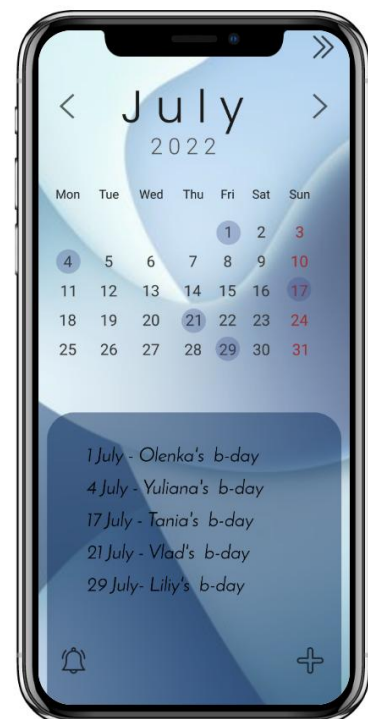 July
2022
Mon Tue Wed Thu Fri Sat Sun
1 2 3
4 5 6 7 8 9 10
11 12 13 14 15 16 17
18 19 20 21 22 23 24
25 26 27 28 29 30 31
1 July - Olenka's b-day
4 July - Yuliana's b-day
17 July - Tania's b-day
21 July - Vlad's b-day
29 July- Liliy's b-day